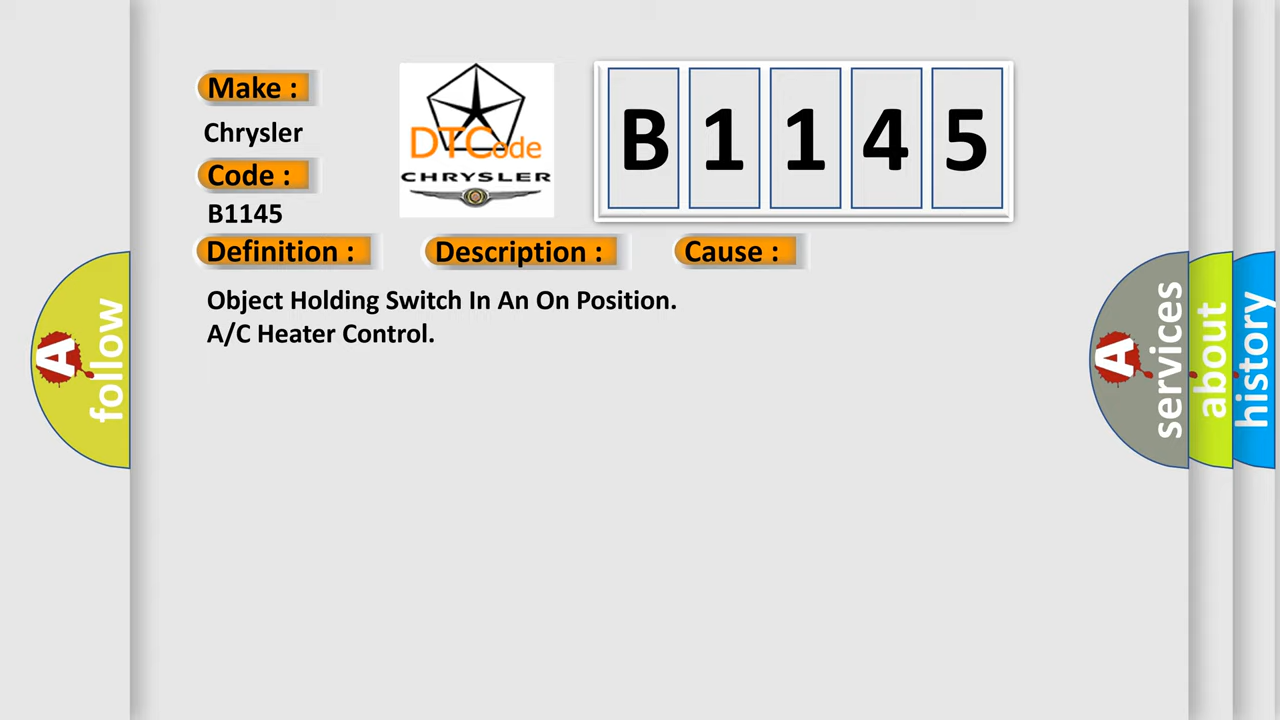 Make :
Chrysler
Code :
B1145
DTCode
CHRYSLER
B 1 1 4 5
Definition : Description : Cause :
Object Holding Switch In An On Position.
A/C Heater Control.
A follow
A services
about
history